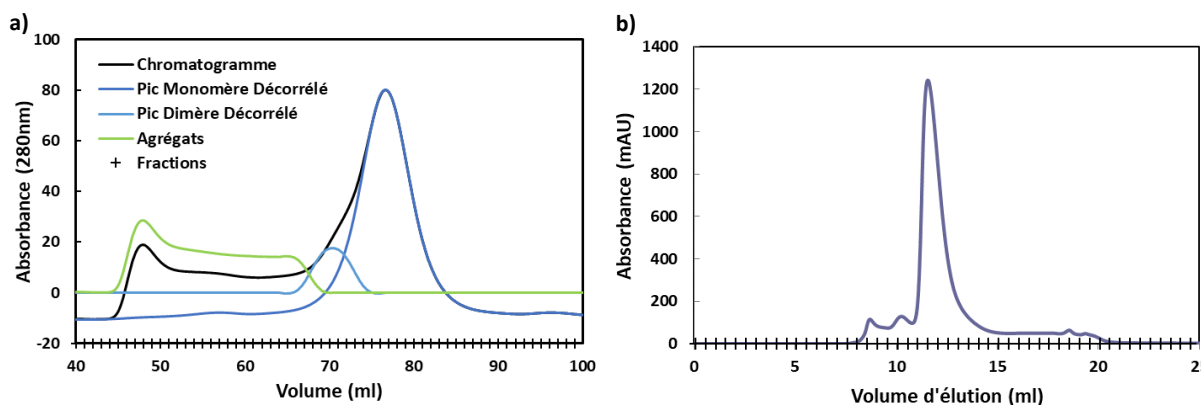 a)
Absorbance (280nm)
100
80
60
40
20
0
-20
Chromatogramme
Pic Monomère Décorrélé
Pic Dimère Décorrélé
Agrégats
Fractions
40 50 60 70 80 90 100
Volume (ml)
b)
Absorbance (mAU)
1400
1200
1000
800
600
400
200
0
0 5 10 15 20 25
Volume d'élution (ml)